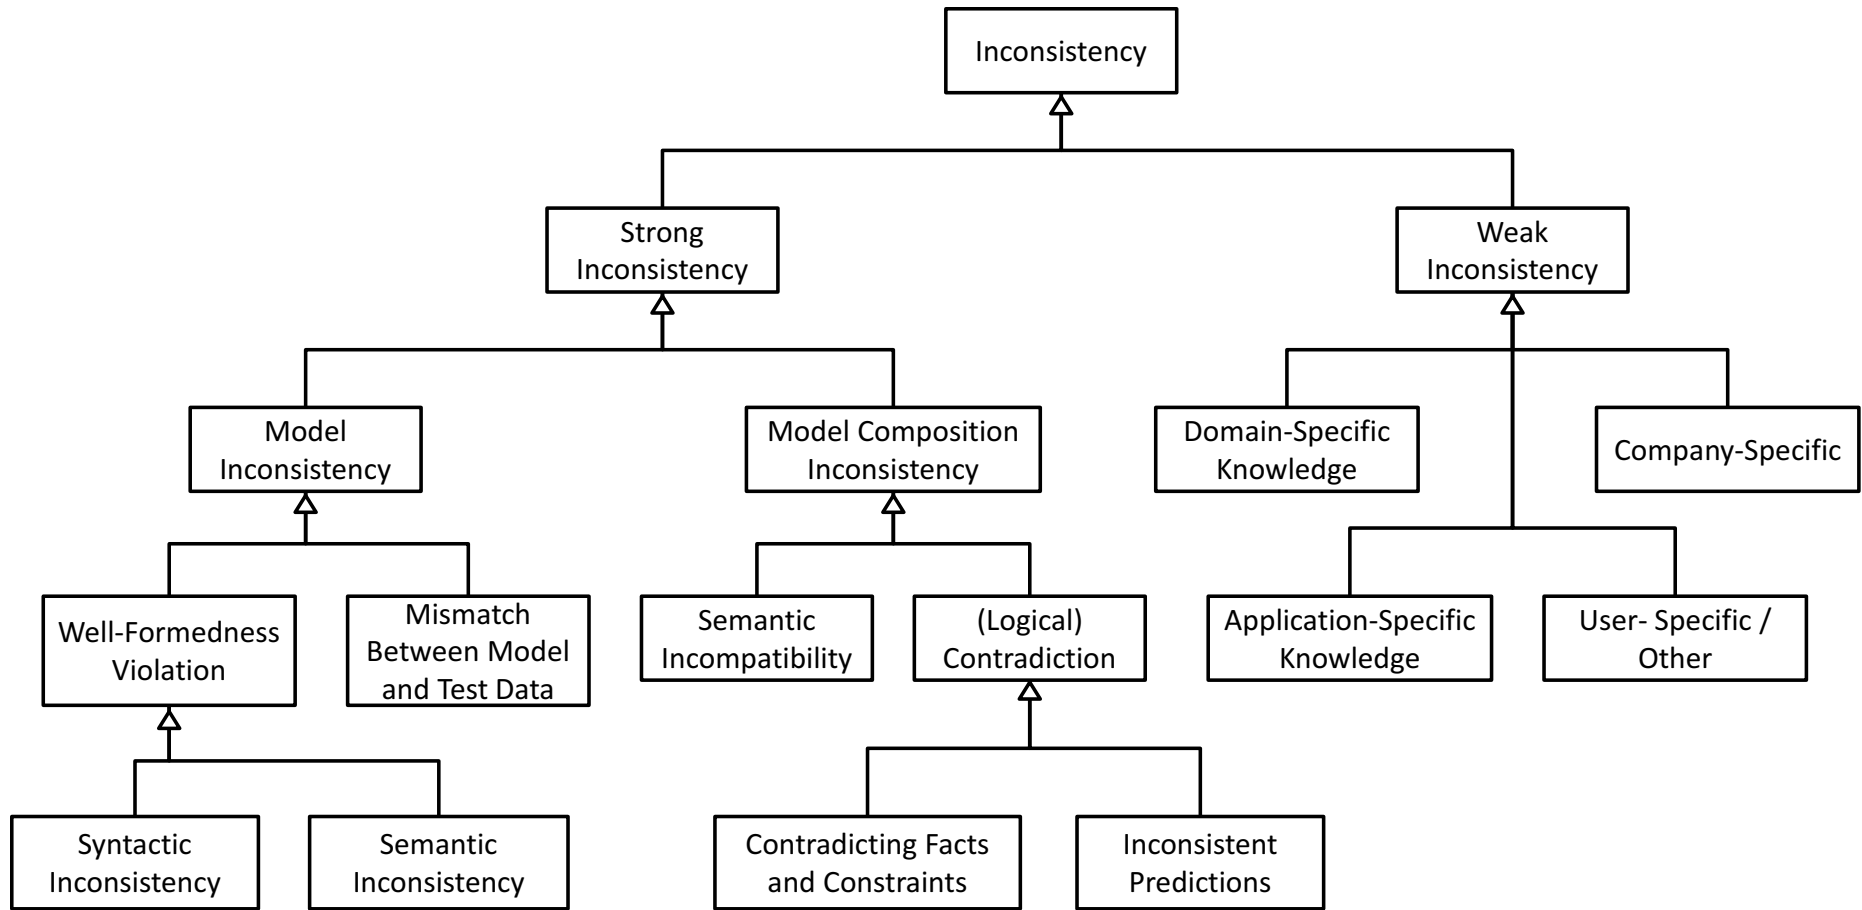 Inconsistency
Strong
Inconsistency
Weak
Inconsistency
Model
Inconsistency
Model Composition
Inconsistency
Domain-Specific
Knowledge
Company-Specific
Well-Formedness
Violation
Mismatch
Between Model
and Test Data
Semantic
Incompatibility
(Logical)
Contradiction
Application-Specific
Knowledge
User- Specific /
Other
Syntactic
Inconsistency
Semantic
Inconsistency
Contradicting Facts
and Constraints
Inconsistent
Predictions